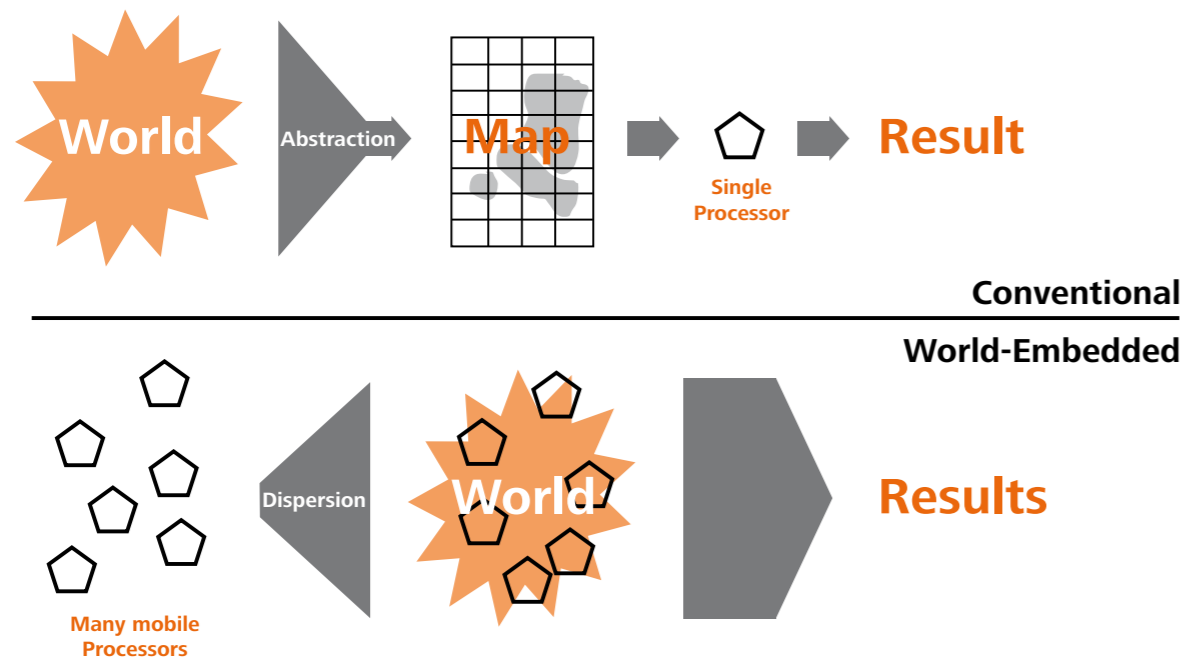 World
Abstraction
Map
Single
Processor
Result
Conventional
World-Embedded
Many mobile
Processors
Dispersion
World
Results